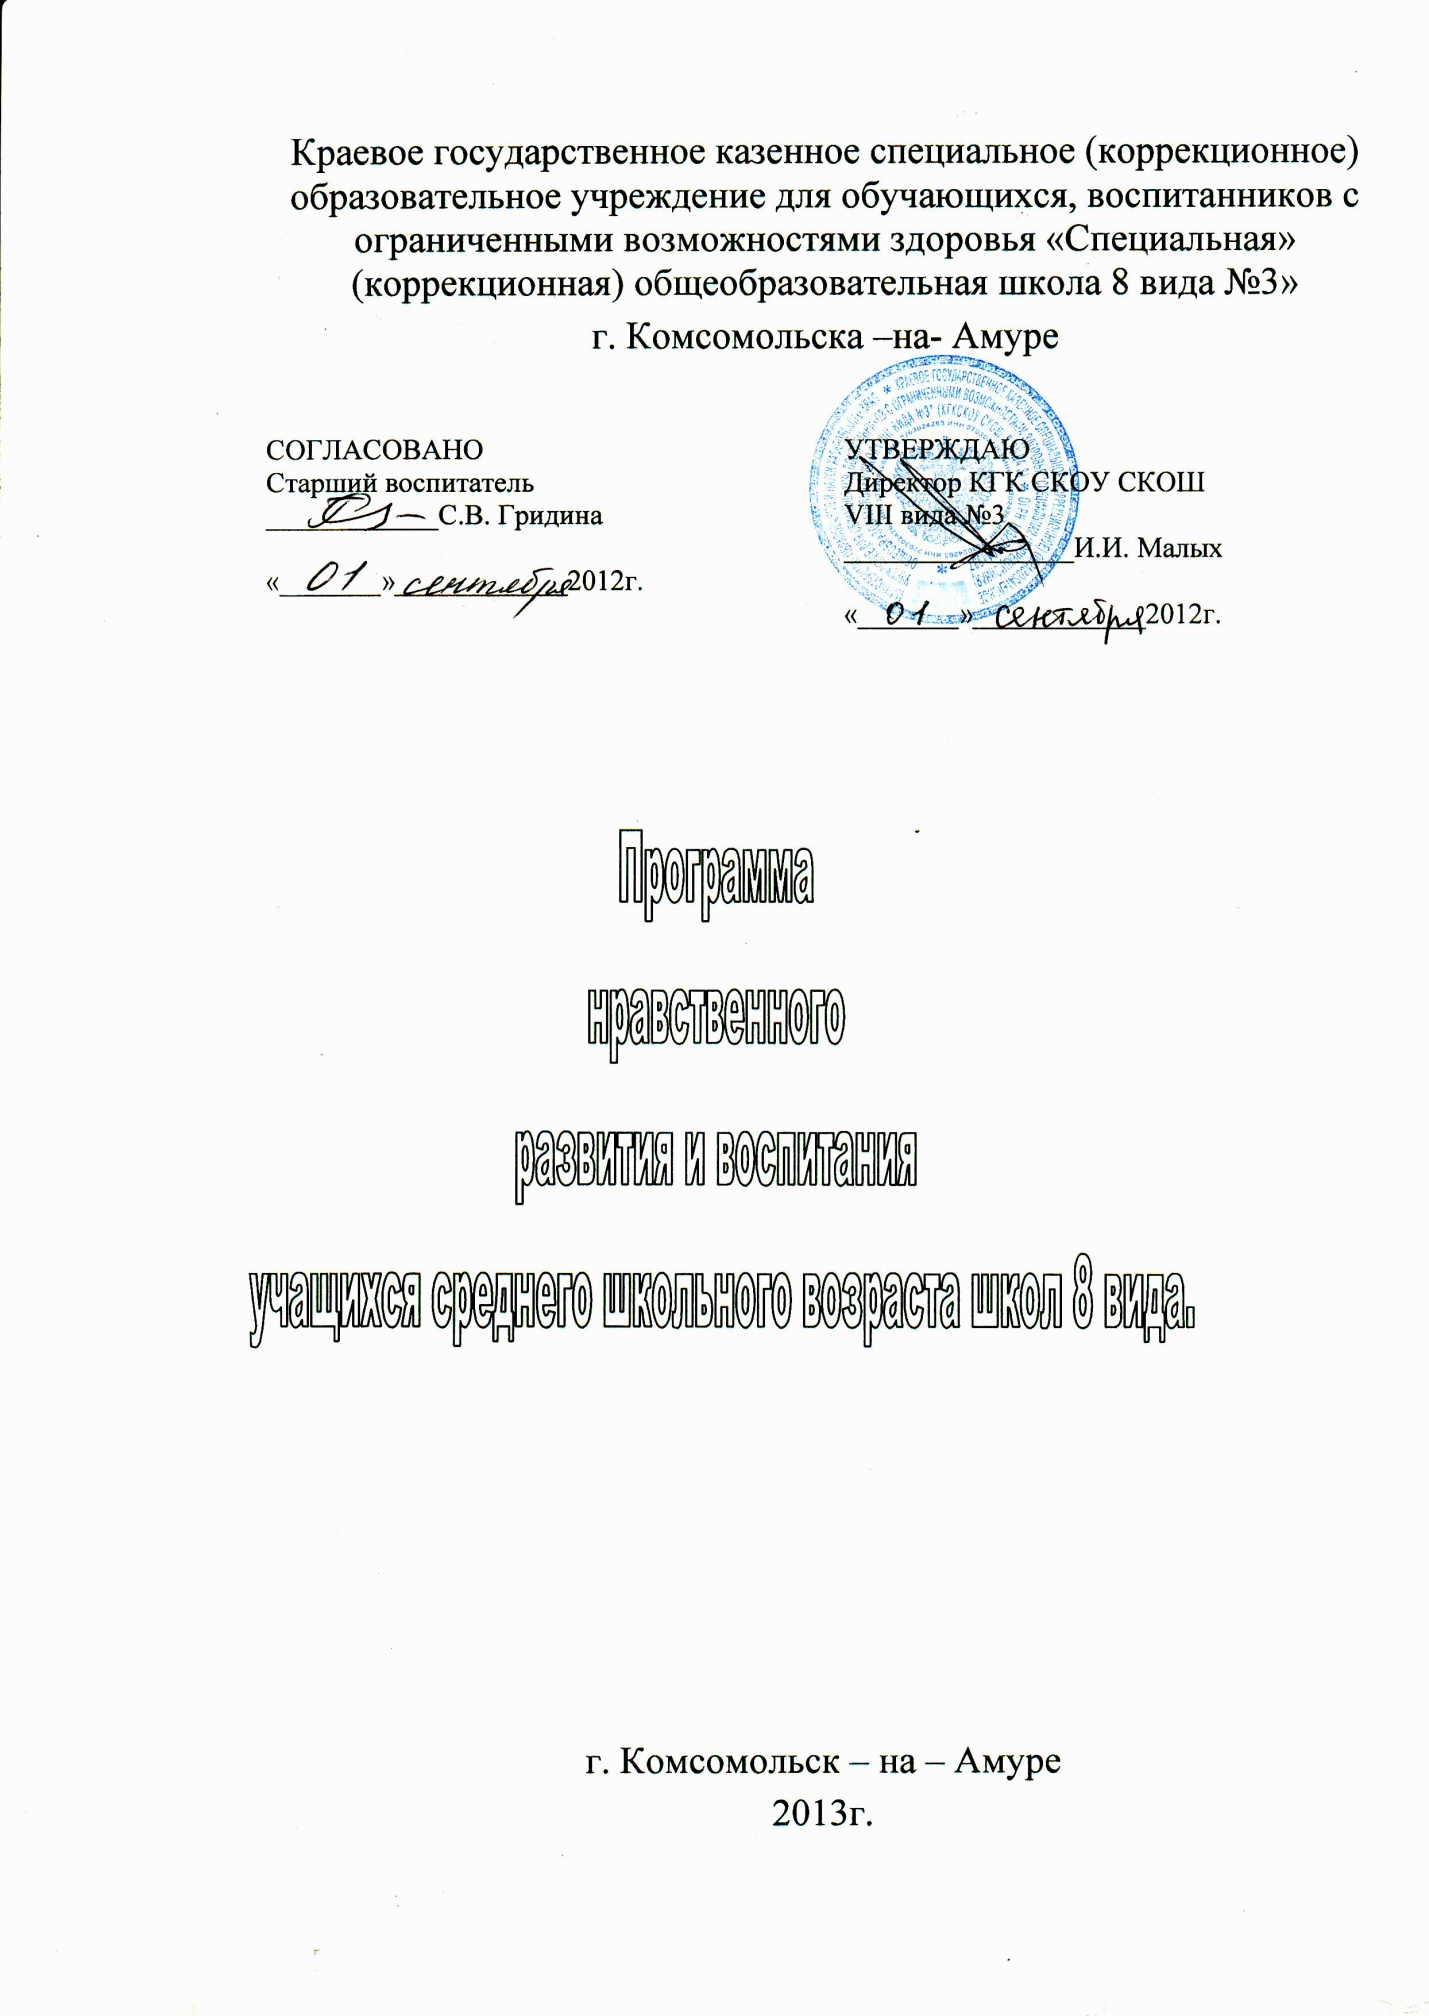 Краевое государственное казенное специальное (коррекционное)
образовательное учреждение для обучающихся, воспитанников с
ограниченными возможностями здоровья «Специальная»
(коррекционная) общеобразовательная школа 8 вида №3»
г. Комсомольска –на- Амуре
СОГЛАСОВАНО
Старший воспитатель
С.В. Гридина
«01» сентября 2012г.
УТВЕРЖДАЮ
Директор КГК СКОУ СКОШ
VIII вида №3
И.И. Малых
«01» сентября 2012г.
Программа
нравственного
развития и воспитания
учащихся среднего школьного возраста школ 8 вида.
г. Комсомольск – на – Амуре
2013г.